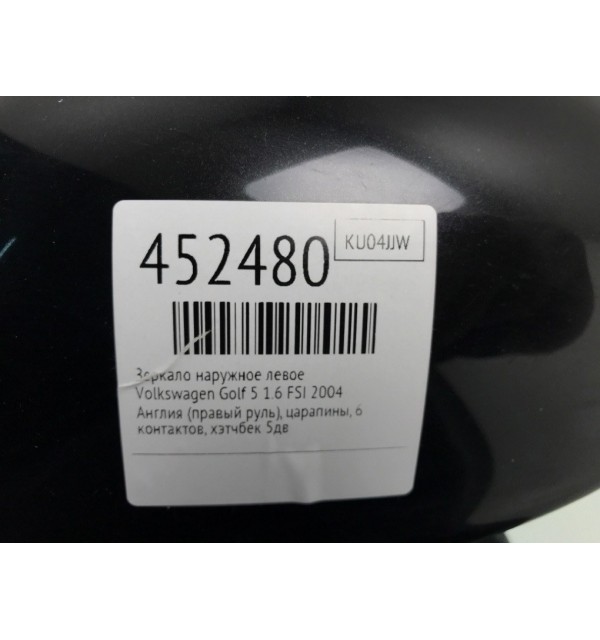 452480
KU04JJW
Зеркало наружное левое
Volkswagen Golf 5 1.6 FSI 2004
Англия (правый руль), царапины, 6
контактов, хэтчбек 5дв